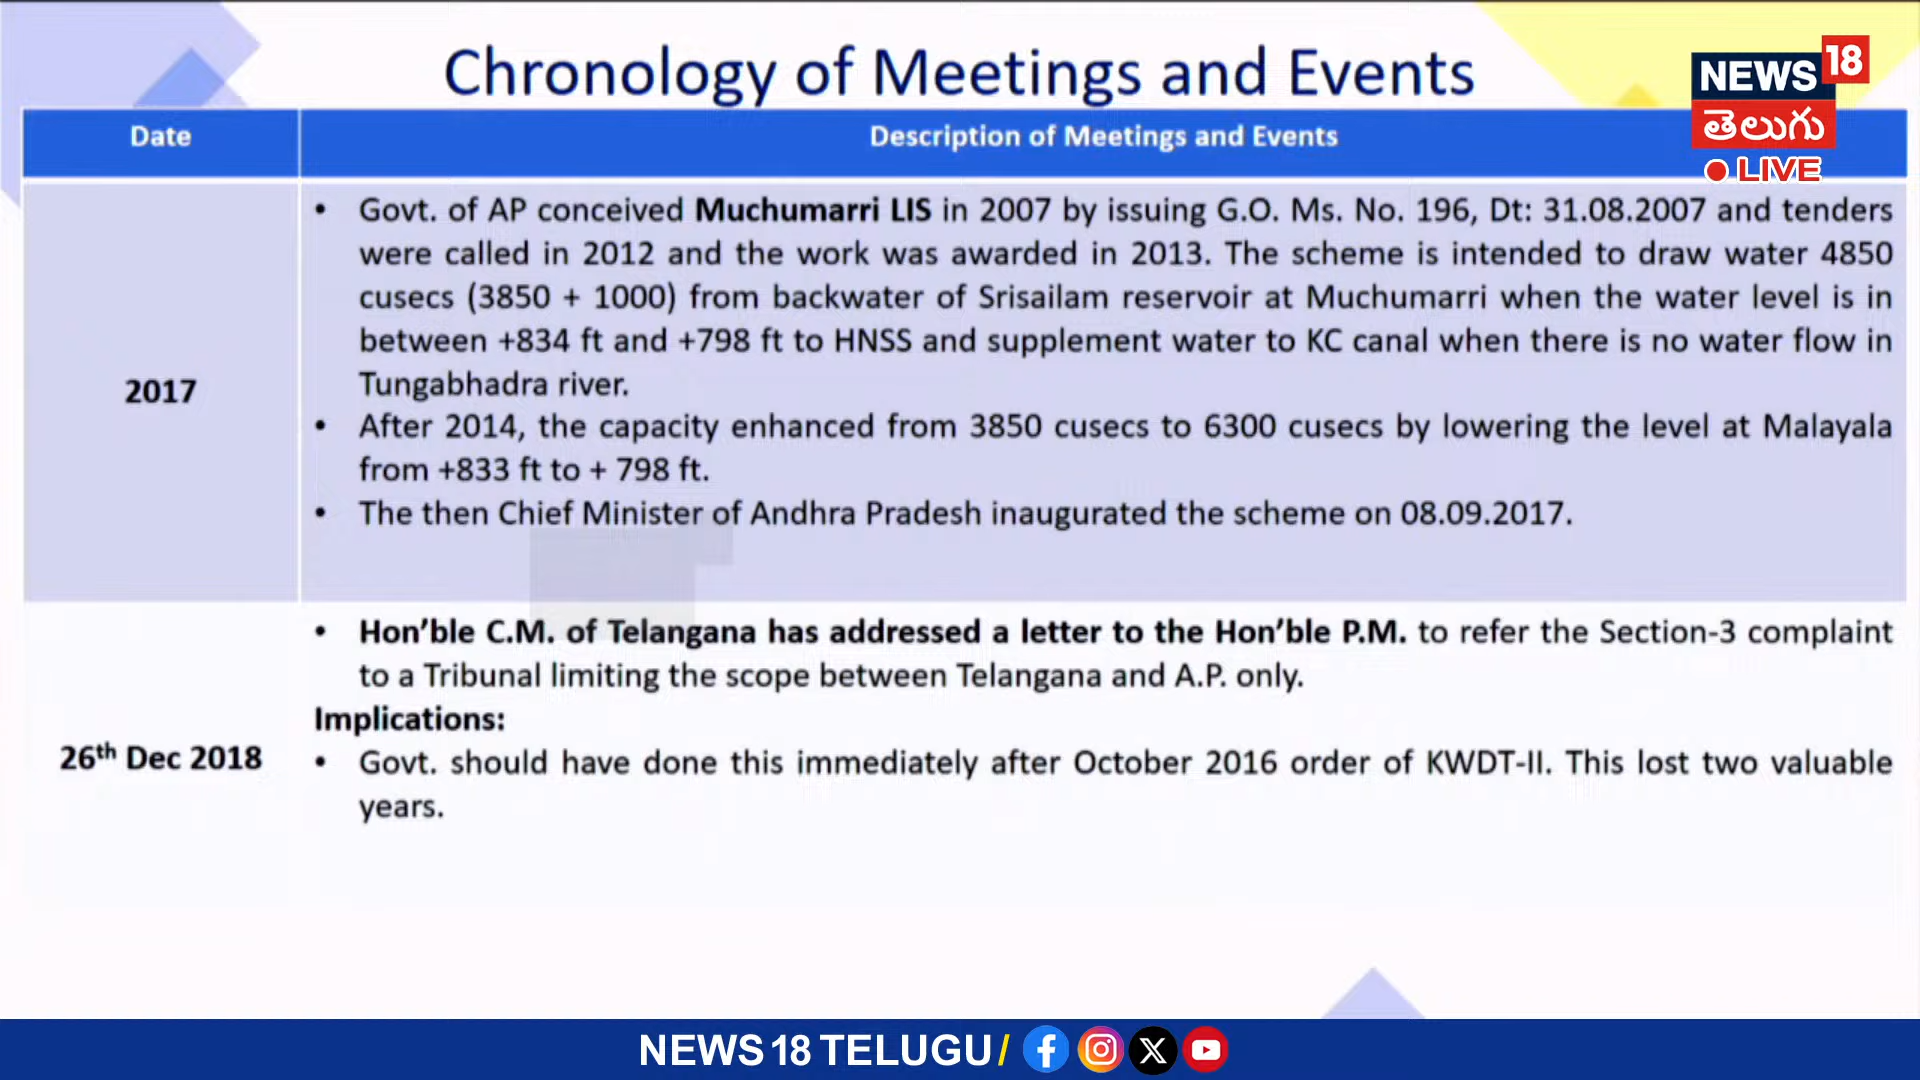 Chronology of Meetings and Events
NEWS 18
తెలుగు
LIVE
Date
Description of Meetings and Events
2017
• Govt. of AP conceived Muchumarri LIS in 2007 by issuing G.O. Ms. No. 196, Dt: 31.08.2007 and tenders
were called in 2012 and the work was awarded in 2013. The scheme is intended to draw water 4850
cusecs (3850 + 1000) from backwater of Srisailam reservoir at Muchumarri when the water level is in
between +834 ft and +798 ft to HNSS and supplement water to KC canal when there is no water flow in
Tungabhadra river.
• After 2014, the capacity enhanced from 3850 cusecs to 6300 cusecs by lowering the level at Malayala
from +833 ft to + 798 ft.
• The then Chief Minister of Andhra Pradesh inaugurated the scheme on 08.09.2017.
26th Dec 2018
• Hon’ble C.M. of Telangana has addressed a letter to the Hon’ble P.M. to refer the Section-3 complaint
to a Tribunal limiting the scope between Telangana and A.P. only.
Implications:
• Govt. should have done this immediately after October 2016 order of KWDT-II. This lost two valuable
years.
NEWS 18 TELUGU /